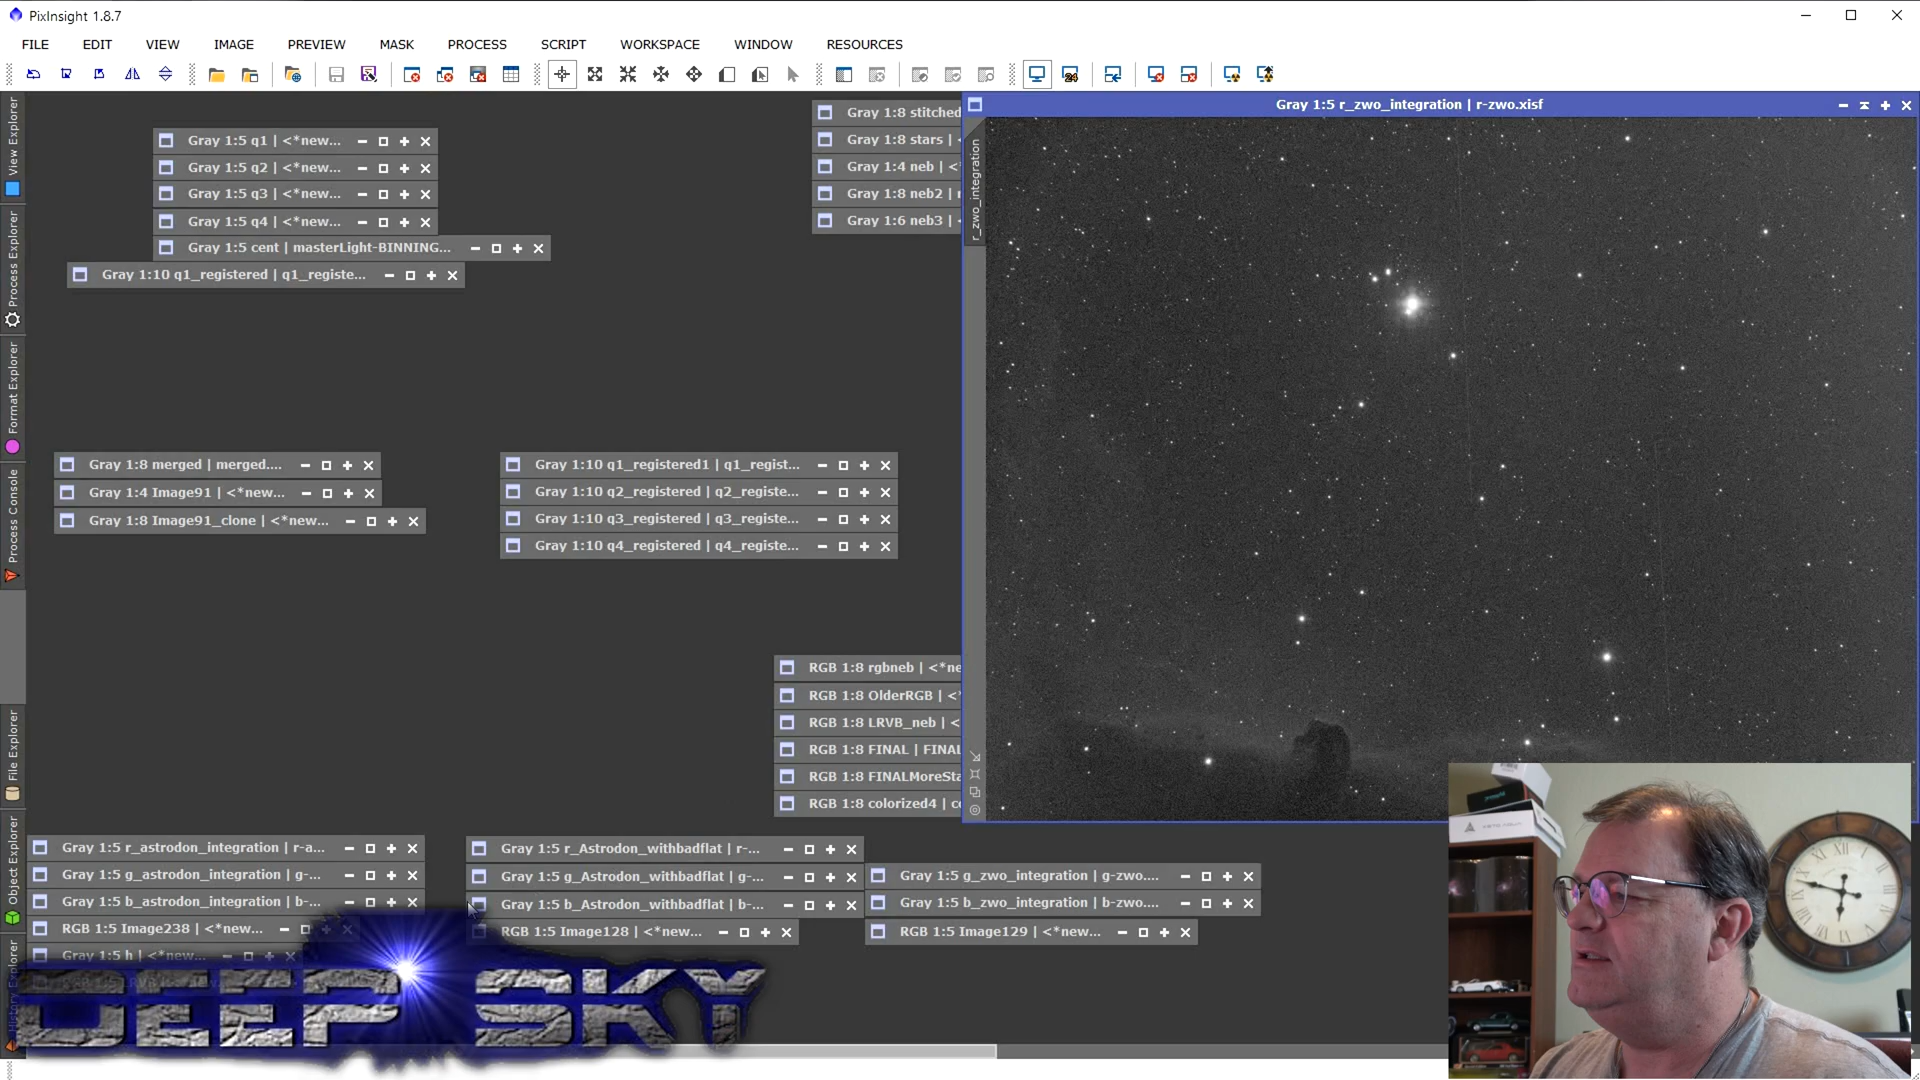 PixInsight 1.8.7
FILE EDIT VIEW IMAGE PREVIEW MASK PROCESS SCRIPT WORKSPACE WINDOW RESOURCES
24
View Explorer
Process Explorer
Format Explorer
Process Console
File Explorer
Object Explorer
History Explorer
Gray 1:5 q1 | <*new...
Gray 1:5 q2 | <*new...
Gray 1:5 q3 | <*new...
Gray 1:5 q4 | <*new...
Gray 1:5 cent | masterLight-BINNING...
Gray 1:10 q1_registered | q1_registe...
Gray 1:8 stitched
Gray 1:8 stars | <
Gray 1:4 neb | <*
Gray 1:8 neb2 |
Gray 1:6 neb3 | <
Gray 1:5 r_zwo_integration | r-zwo.xisf
r_zwo_integration
Gray 1:8 merged | merged....
Gray 1:4 Image91 | <*new...
Gray 1:8 Image91_clone | <*new...
Gray 1:10 q1_registered1 | q1_regist...
Gray 1:10 q2_registered | q2_registe...
Gray 1:10 q3_registered | q3_registe...
Gray 1:10 q4_registered | q4_registe...
RGB 1:8 rgbneb | <*ne
RGB 1:8 OlderRGB | <*
RGB 1:8 LRVB_neb | <
RGB 1:8 FINAL | FINAL
RGB 1:8 FINALMoreSta
RGB 1:8 colorized4 | co
Gray 1:5 r_astrodon_integration | r-a...
Gray 1:5 g_astrodon_integration | g-...
Gray 1:5 b_astrodon_integration | b-...
RGB 1:5 Image238 | <*new...
Gray 1:5 h | <*new...
Gray 1:5 r_Astrodon_withbadflat | r-...
Gray 1:5 g_Astrodon_withbadflat | g-...
Gray 1:5 b_Astrodon_withbadflat | b-...
RGB 1:5 Image128 | <*new...
Gray 1:5 g_zwo_integration | g-zwo....
Gray 1:5 b_zwo_integration | b-zwo....
RGB 1:5 Image129 | <*new...
DEEP SKY